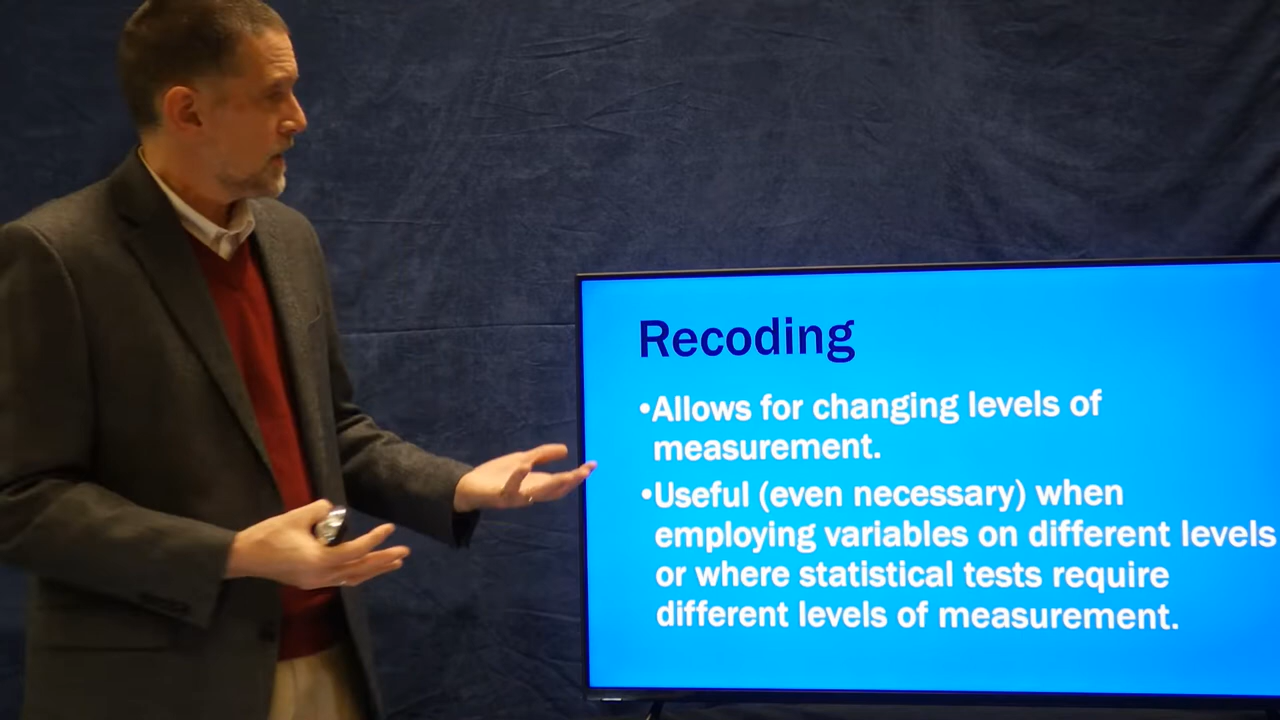 Recoding
•Allows for changing levels of
measurement.
•Useful (even necessary) when
employing variables on different levels
or where statistical tests require
different levels of measurement.